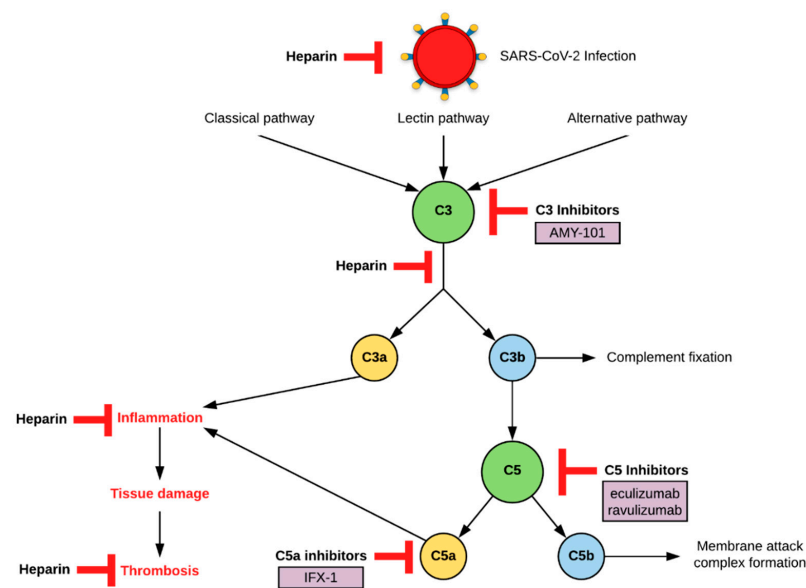 Heparin
SARS-CoV-2 Infection
Classical pathway
Lectin pathway
Alternative pathway
C3
C3 Inhibitors
AMY-101
Heparin
C3a
C3b
Complement fixation
Heparin
Inflammation
C5
C5 Inhibitors
eculizumab
ravulizumab
Tissue damage
C5a inhibitors
IFX-1
C5a
C5b
Membrane attack
complex formation
Heparin
Thrombosis